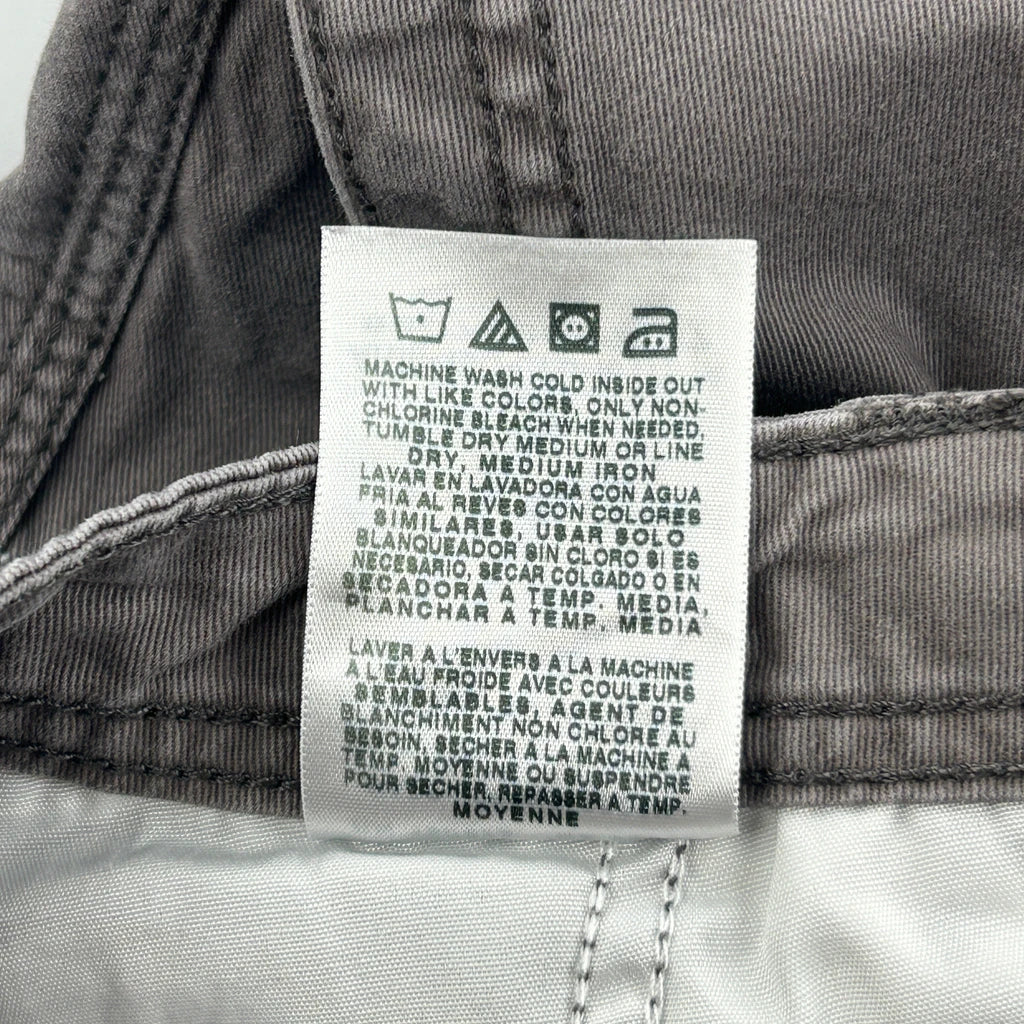 MACHINE WASH COLD INSIDE OUT
WITH LIKE COLORS, ONLY NON-
CHLORINE BLEACH WHEN NEEDED,
TUMBLE DRY MEDIUM OR LINE
DRY, MEDIUM IRON
LAVAR EN LAVADORA CON AGUA
FRIA AL REVES CON COLORES
SIMILARES, USAR SOLO
BLANQUEADOR SIN CLORO SI ES
NECESARIO, SECAR COLGADO O EN
SECADORA A TEMP. MEDIA,
PLANCHAR A TEMP. MEDIA
LAVER A L'ENVERS A LA MACHINE
A L'EAU FROIDE AVEC COULEURS
SEMBLABLES, AGENT DE
BLANCHIMENT NON CHLORE AU
BESOIN, SECHER A LA MACHINE A
TEMP. MOYENNE OU SUSPENDRE
POUR SECHER, REPASSER A TEMP.
MOYENNE